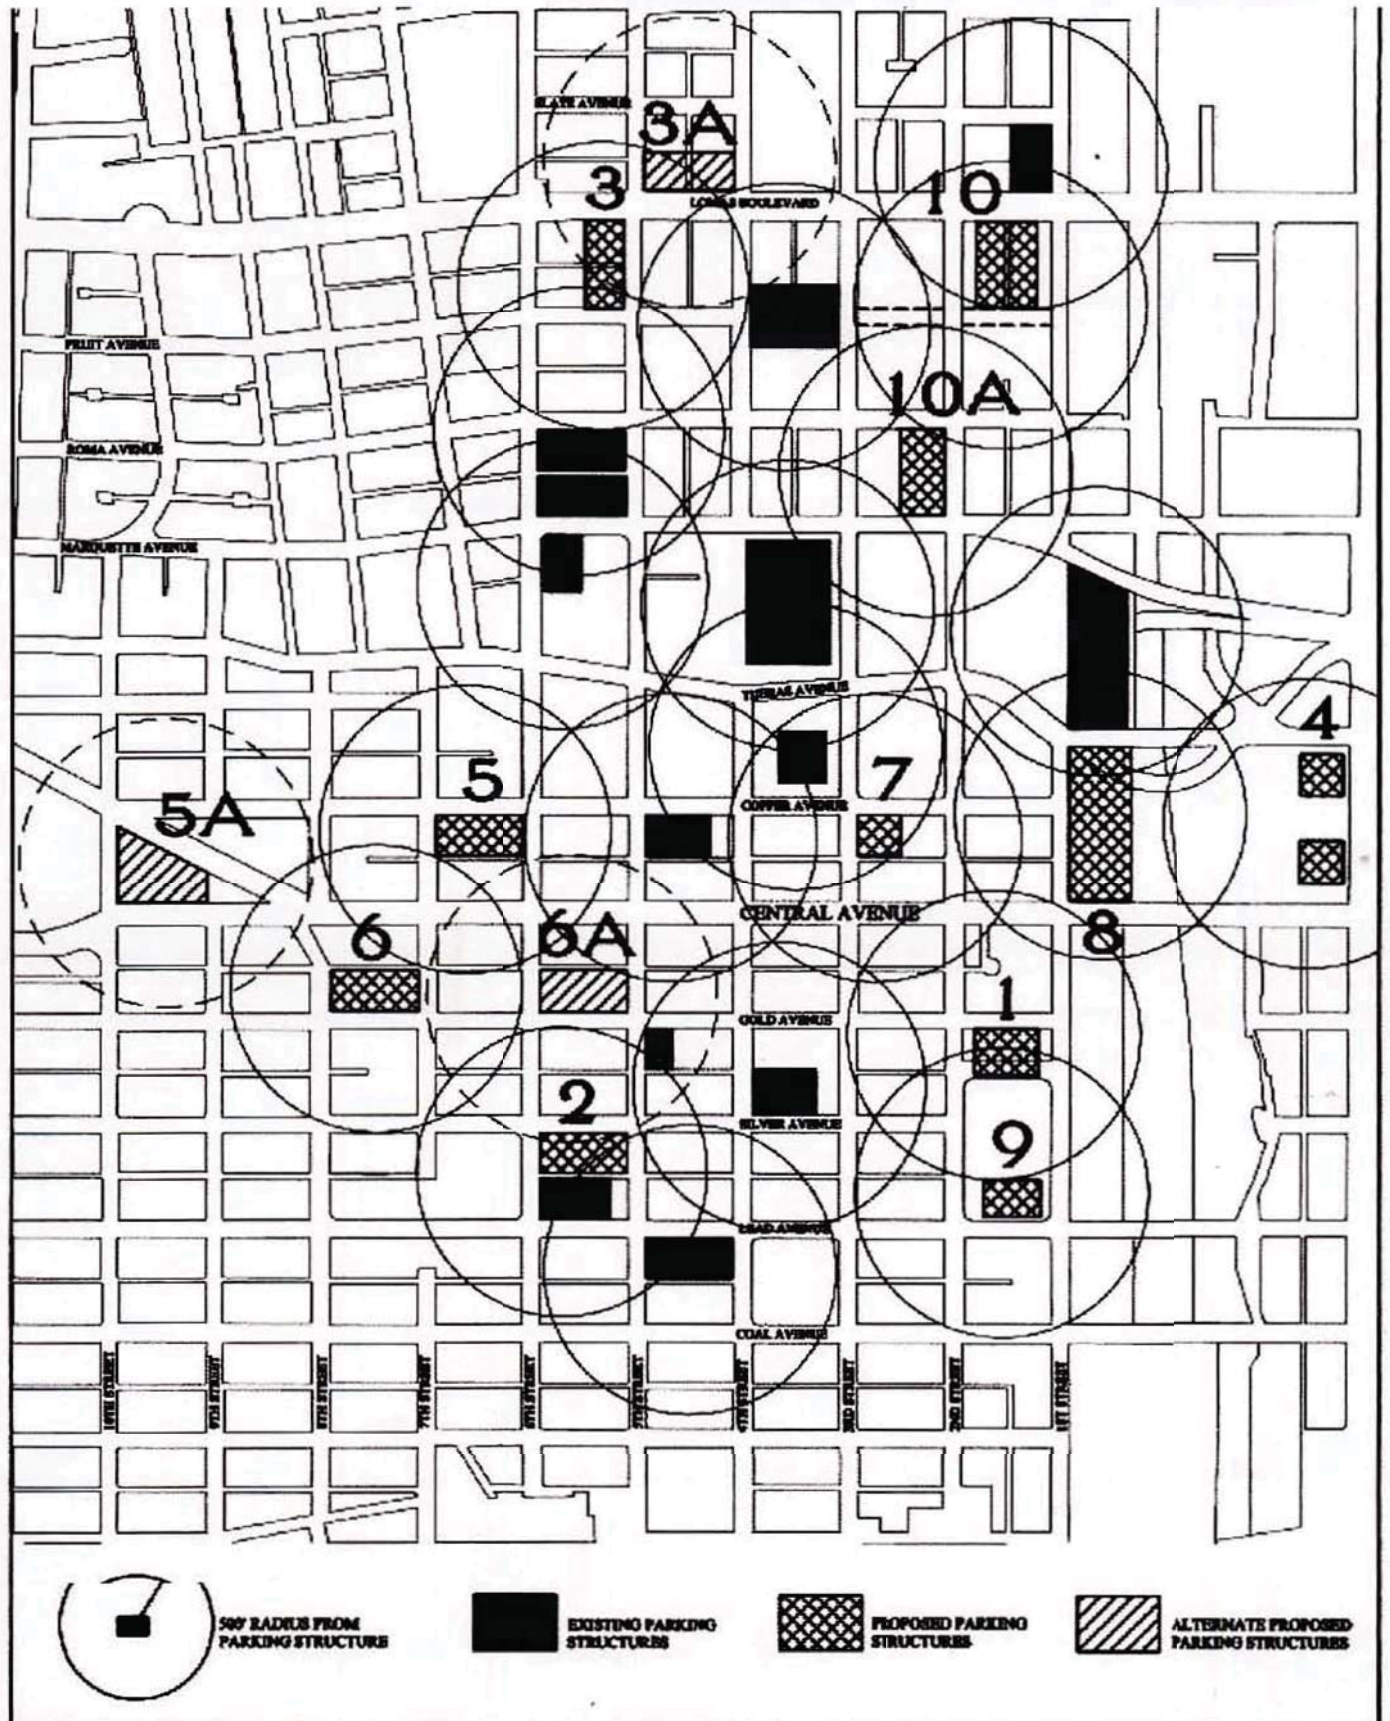 SLATE AVENUE
3A
3
LOMAS BOULEVARD
10
FRUIT AVENUE
10A
ROMA AVENUE
MARQUETTE AVENUE
TIJERAS AVENUE
4
5
7
COPPER AVENUE
5A
CENTRAL AVENUE
6
6A
8
1
GOLD AVENUE
2
SILVER AVENUE
9
LEAD AVENUE
COAL AVENUE
10TH STREET
9TH STREET
8TH STREET
7TH STREET
6TH STREET
5TH STREET
4TH STREET
3RD STREET
2ND STREET
1ST STREET
500' RADIUS FROM
PARKING STRUCTURE
EXISTING PARKING
STRUCTURES
PROPOSED PARKING
STRUCTURES
ALTERNATE PROPOSED
PARKING STRUCTURES